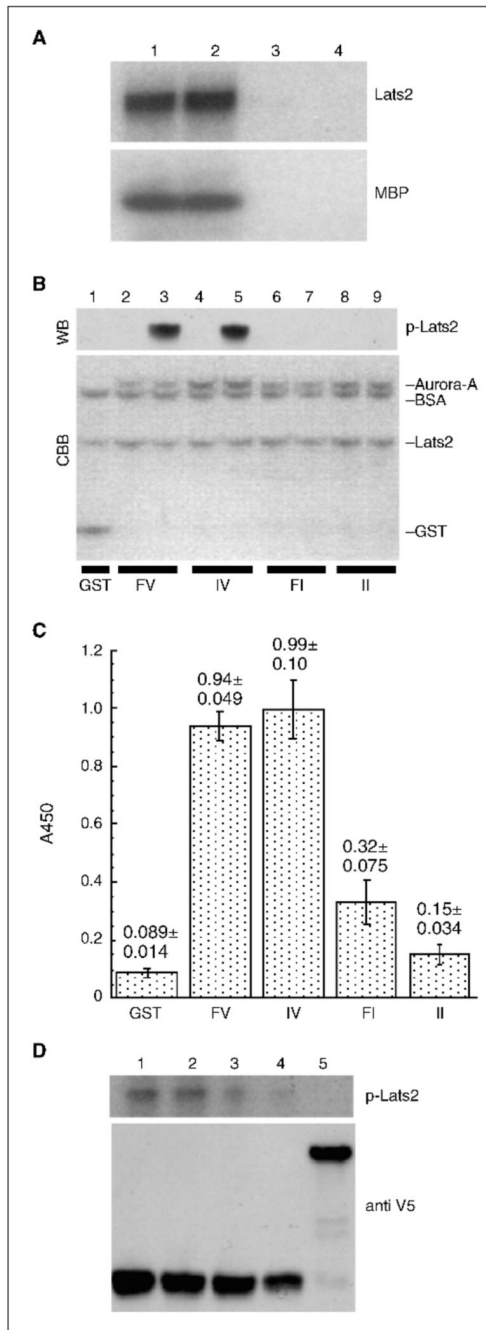 A
1 2 3 4
Lats2
MBP
B
1 2 3 4 5 6 7 8 9
WB
p-Lats2
CBB
–Aurora-A
–BSA
–Lats2
–GST
GST FV IV FI II
C
A450
1.2
1.0
0.8
0.6
0.4
0.2
0
0.089±
0.014
0.94±
0.049
0.99±
0.10
0.32±
0.075
0.15±
0.034
GST FV IV FI II
D
1 2 3 4 5
p-Lats2
anti V5